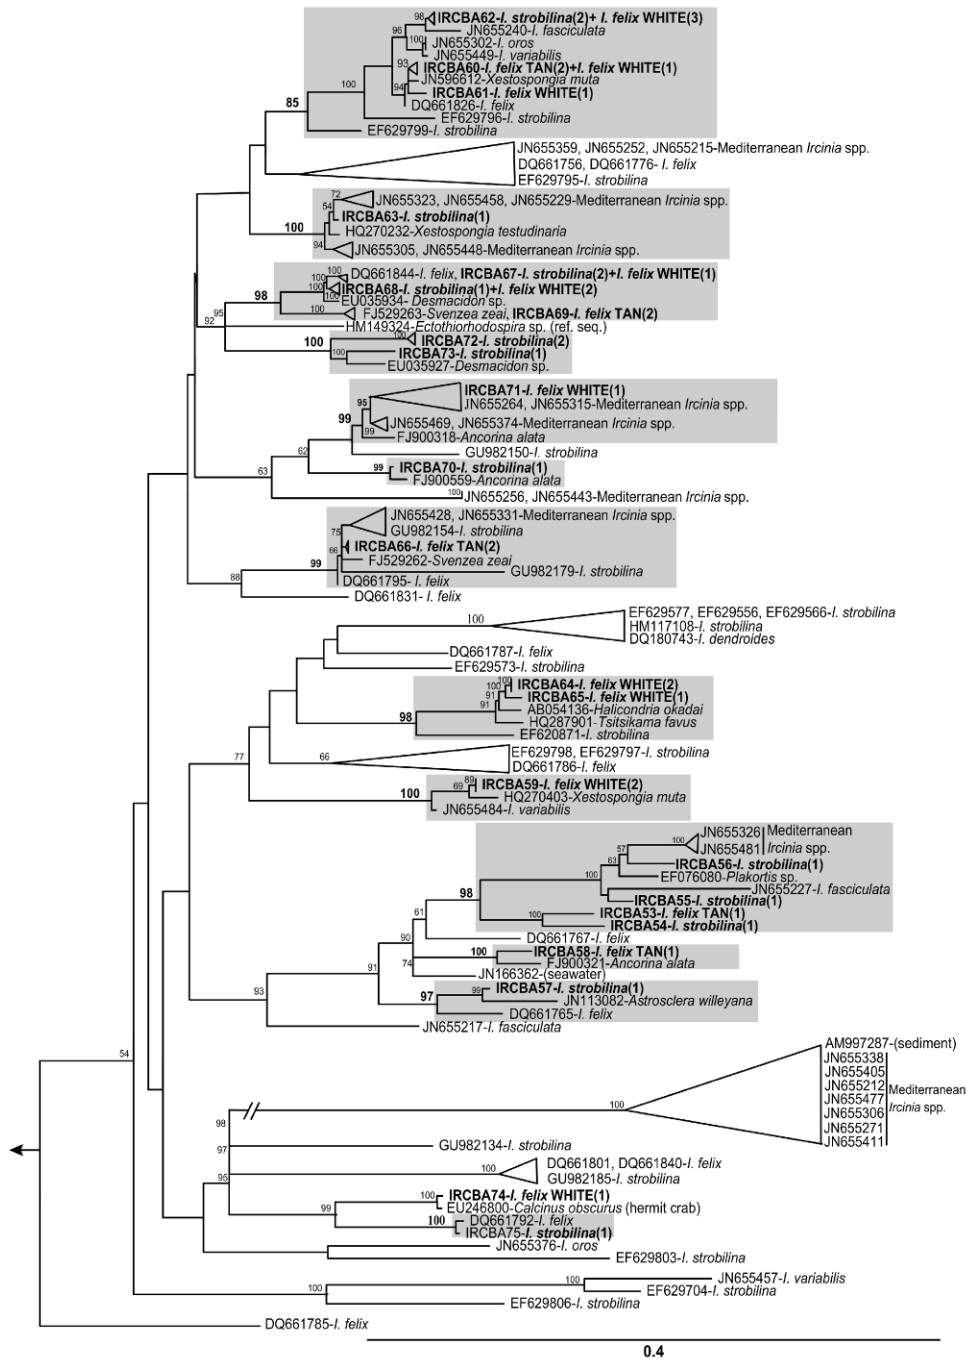 98
IRCBA62-I. strobilina(2)+ I. felix WHITE(3)
96
JN655240-I. fasciculata
100
JN655302-I. oros
JN655449-I. variabilis
93
IRCBA60-I. felix TAN(2)+I. felix WHITE(1)
100
JN596612-Xestospongia muta
94
IRCBA61-I. felix WHITE(1)
85
DQ661826-I. felix
EF629796-I. strobilina
EF629799-I. strobilina
JN655359, JN655252, JN655215-Mediterranean Ircinia spp.
DQ661756, DQ661776- I. felix
EF629795-I. strobilina
72
JN655323, JN655458, JN655229-Mediterranean Ircinia spp.
54
IRCBA63-I. strobilina(1)
100
HQ270232-Xestospongia testudinaria
94
JN655305, JN655448-Mediterranean Ircinia spp.
100
DQ661844-I. felix, IRCBA67-I. strobilina(2)+I. felix WHITE(1)
100
IRCBA68-I. strobilina(1)+I. felix WHITE(2)
98
100
EU035934- Desmacidon sp.
95
100
FJ529263-Svenzea zeai, IRCBA69-I. felix TAN(2)
92
HM149324-Ectothiorhodospira sp. (ref. seq.)
100
100
IRCBA72-I. strobilina(2)
100
IRCBA73-I. strobilina(1)
EU035927-Desmacidon sp.
IRCBA71-I. felix WHITE(1)
95
JN655264, JN655315-Mediterranean Ircinia spp.
99
JN655469, JN655374-Mediterranean Ircinia spp.
99
FJ900318-Ancorina alata
62
GU982150-I. strobilina
99
IRCBA70-I. strobilina(1)
63
FJ900559-Ancorina alata
100
JN655256, JN655443-Mediterranean Ircinia spp.
JN655428, JN655331-Mediterranean Ircinia spp.
75
GU982154-I. strobilina
66
IRCBA66-I. felix TAN(2)
99
FJ529262-Svenzea zeai
GU982179-I. strobilina
88
DQ661795- I. felix
DQ661831- I. felix
100
EF629577, EF629556, EF629566-I. strobilina
HM117108-I. strobilina
DQ180743-I. dendroides
DQ661787-I. felix
EF629573-I. strobilina
100
100
IRCBA64-I. felix WHITE(2)
91
IRCBA65-I. felix WHITE(1)
91
AB054136-Halicondria okadai
98
HQ287901-Tsitsikama favus
EF620871-I. strobilina
77
66
EF629798, EF629797-I. strobilina
DQ661786-I. felix
89
IRCBA59-I. felix WHITE(2)
69
100
HQ270403-Xestospongia muta
JN655484-I. variabilis
100
JN655326 Mediterranean
JN655481 Ircinia spp.
57
63
IRCBA56-I. strobilina(1)
100
EF076080-Plakortis sp.
98
JN655227-I. fasciculata
IRCBA55-I. strobilina(1)
61
100
IRCBA53-I. felix TAN(1)
IRCBA54-I. strobilina(1)
90
DQ661767-I. felix
100
IRCBA58-I. felix TAN(1)
74
FJ900321-Ancorina alata
91
JN166362-(seawater)
99
IRCBA57-I. strobilina(1)
93
97
JN113082-Astrosclera willeyana
DQ661765-I. felix
JN655217-I. fasciculata
54
AM997287-(sediment)
JN655338
JN655405
JN655212 Mediterranean
JN655477 Ircinia spp.
100
JN655306
JN655271
JN655411
98
97
GU982134-I. strobilina
100
DQ661801, DQ661840-I. felix
95
GU982185-I. strobilina
100
IRCBA74-I. felix WHITE(1)
99
EU246800-Calcinus obscurus (hermit crab)
100
DQ661792-I. felix
IRCBA75-I. strobilina(1)
JN655376-I. oros
EF629803-I. strobilina
100
JN655457-I. variabilis
100
EF629704-I. strobilina
EF629806-I. strobilina
DQ661785-I. felix
0.4